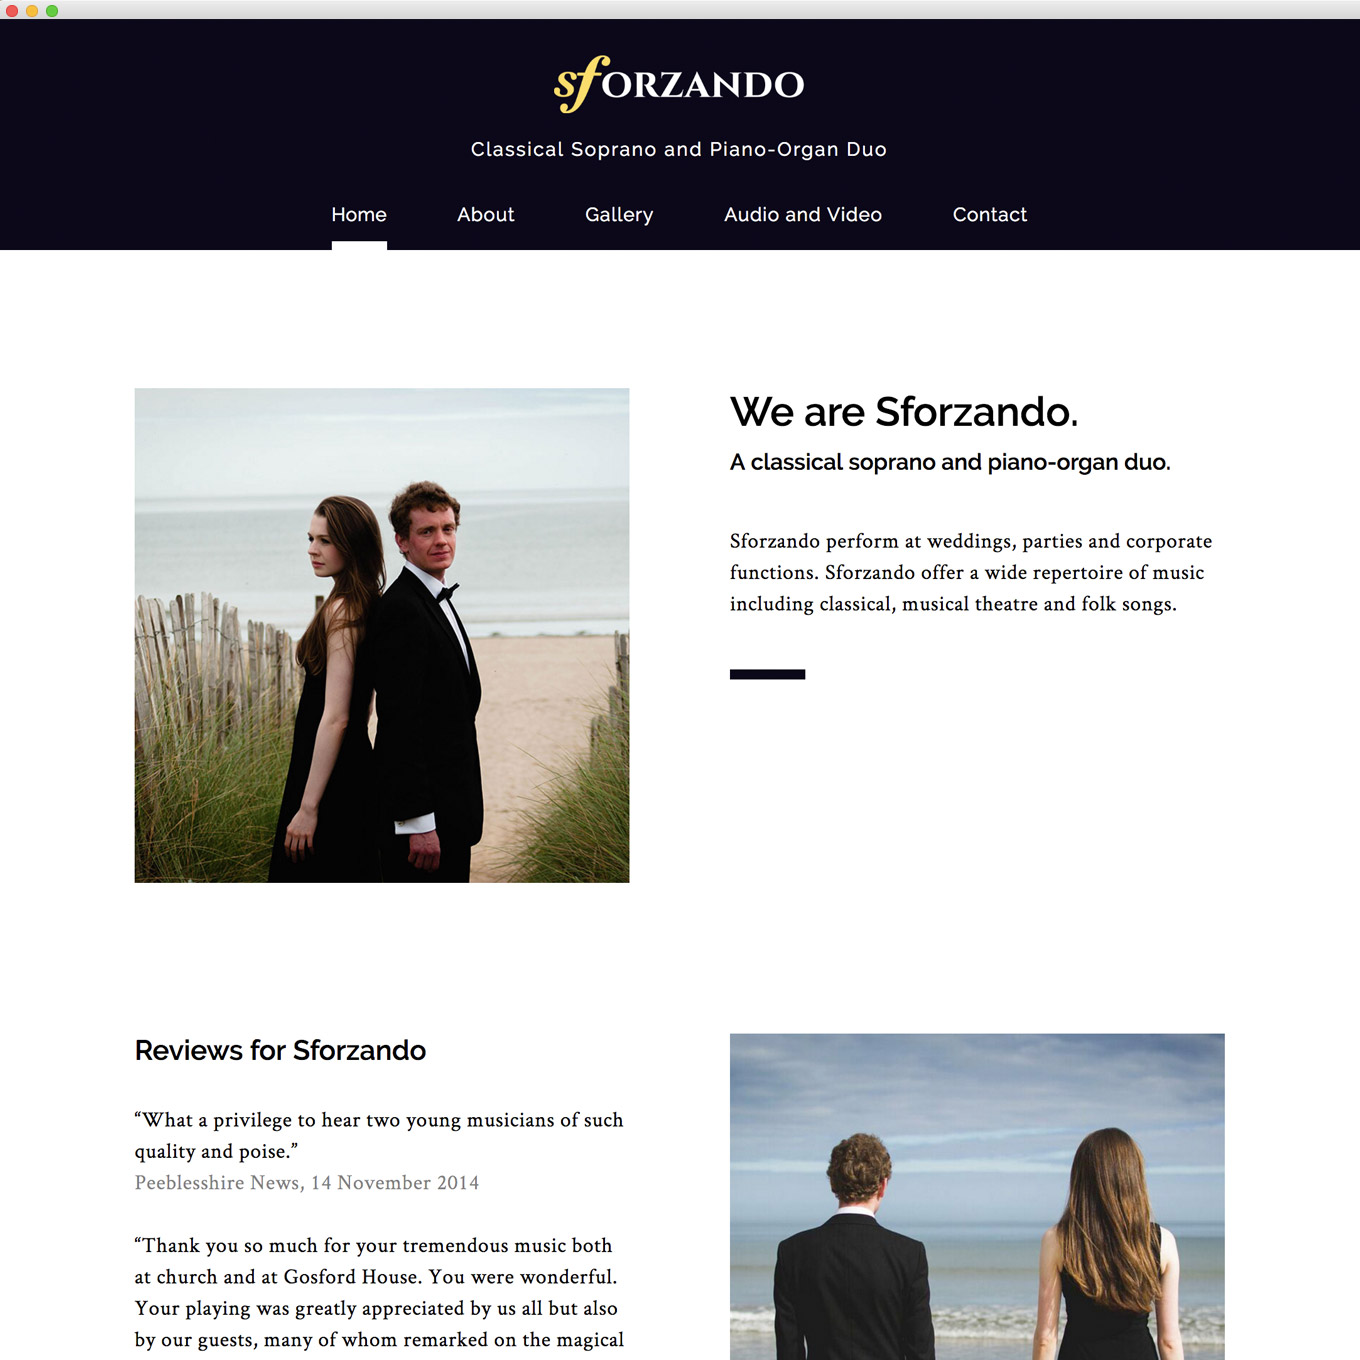 sforzando
Classical Soprano and Piano-Organ Duo
Home About Gallery Audio and Video Contact
We are Sforzando.
A classical soprano and piano-organ duo.
Sforzando perform at weddings, parties and corporate
functions. Sforzando offer a wide repertoire of music
including classical, musical theatre and folk songs.
Reviews for Sforzando
“What a privilege to hear two young musicians of such
quality and poise.”
Peeblesshire News, 14 November 2014
“Thank you so much for your tremendous music both
at church and at Gosford House. You were wonderful.
Your playing was greatly appreciated by us all but also
by our guests, many of whom remarked on the magical